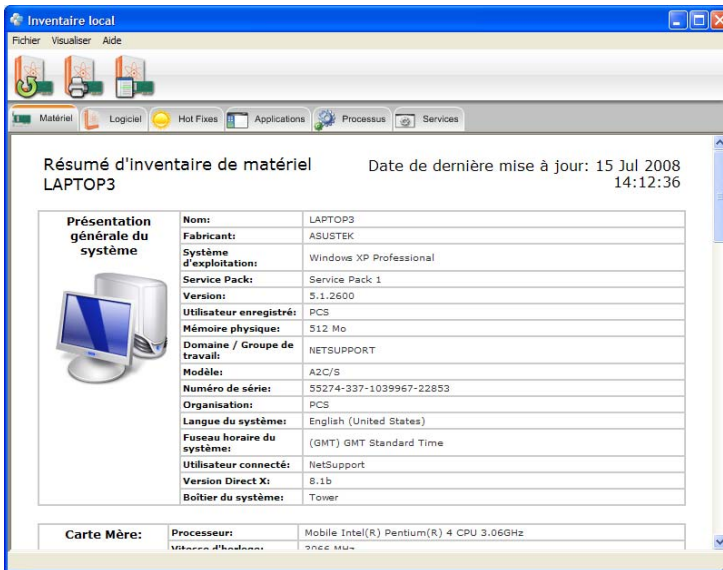 Inventaire local
Fichier Visualiser Aide
Matériel Logiciel Hot Fixes Applications Processus Services
Résumé d'inventaire de matériel
LAPTOP3
Date de dernière mise à jour: 15 Jul 2008
14:12:36
Présentation
générale du
système
Nom: LAPTOP3
Fabricant: ASUSTEK
Système
d'exploitation: Windows XP Professional
Service Pack: Service Pack 1
Version: 5.1.2600
Utilisateur enregistré: PCS
Mémoire physique: 512 Mo
Domaine / Groupe de
travail: NETSUPPORT
Modèle: A2C/S
Numéro de série: 55274-337-1039967-22853
Organisation: PCS
Langue du système: English (United States)
Fuseau horaire du
système: (GMT) GMT Standard Time
Utilisateur connecté: NetSupport
Version Direct X: 8.1b
Boîtier du système: Tower
Carte Mère: Processeur: Mobile Intel(R) Pentium(R) 4 CPU 3.06GHz
Vitesse d'horloge: 3066 MHz